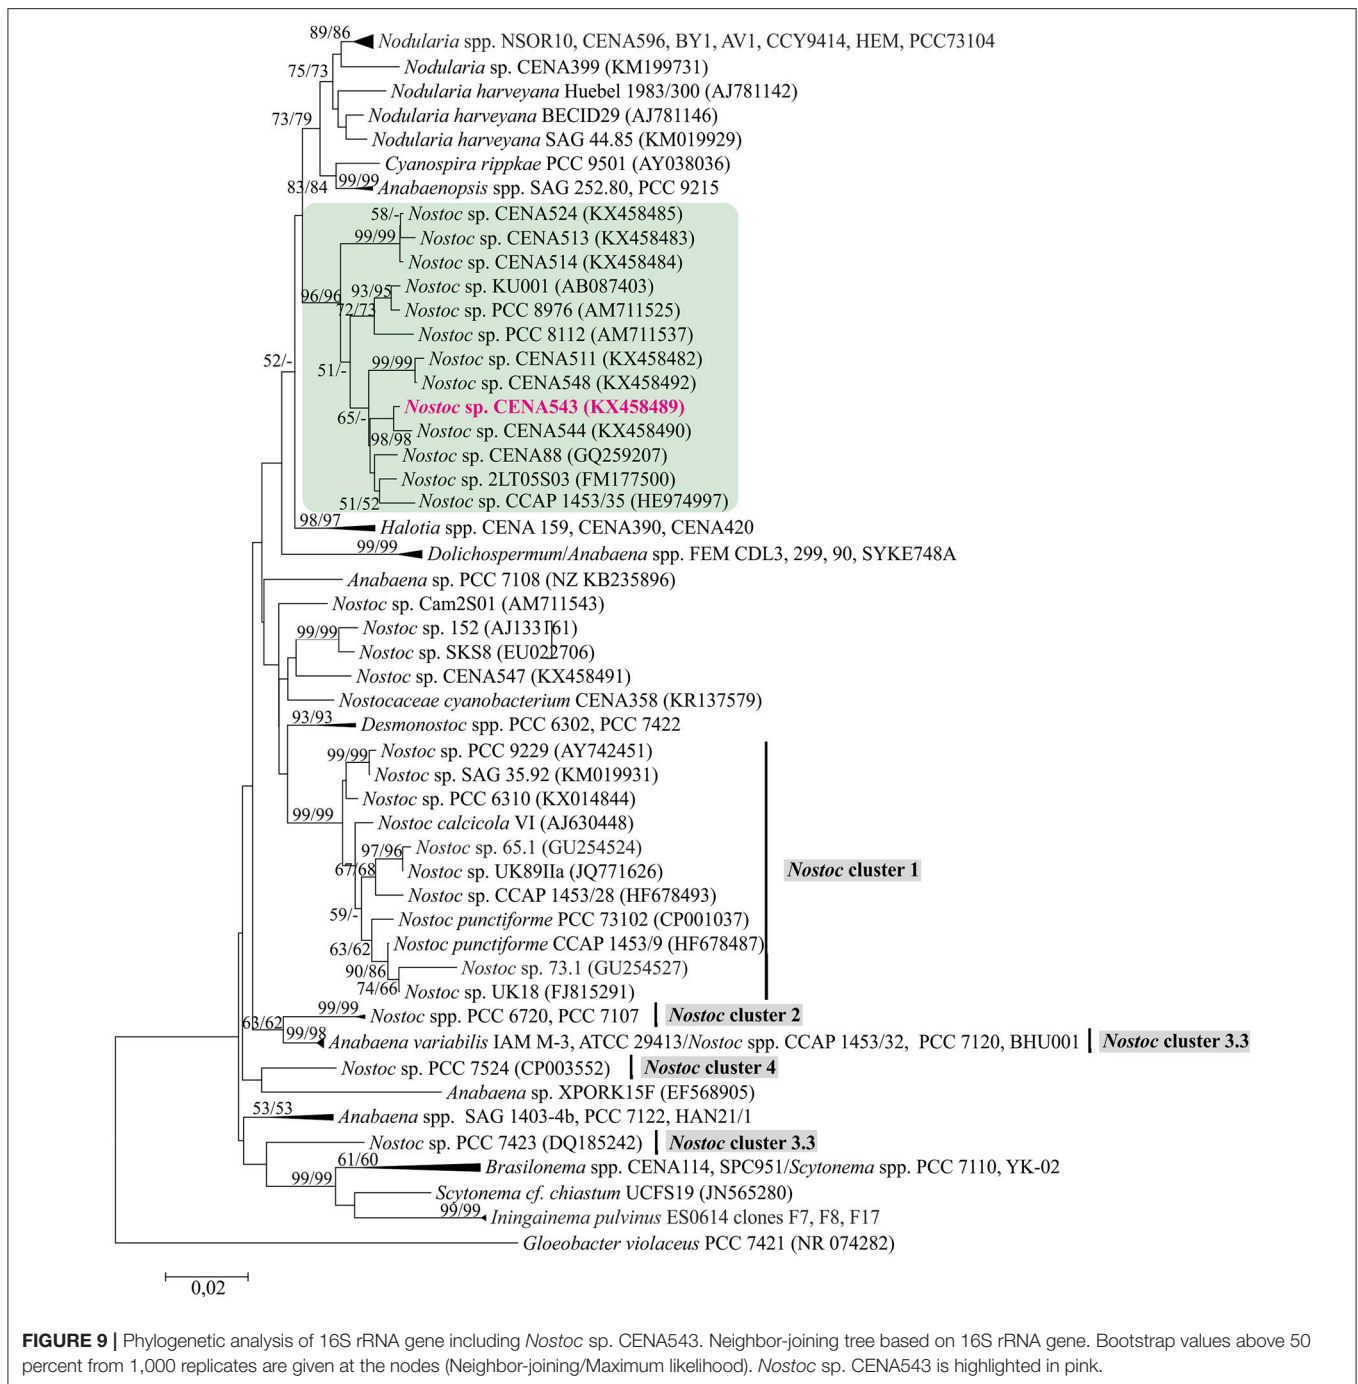 89/86
Nodularia spp. NSOR10, CENA596, BY1, AV1, CCY9414, HEM, PCC73104
75/73
Nodularia sp. CENA399 (KM199731)
Nodularia harveyana Huebel 1983/300 (AJ781142)
73/79
Nodularia harveyana BECID29 (AJ781146)
Nodularia harveyana SAG 44.85 (KM019929)
Cyanospira rippkae PCC 9501 (AY038036)
83/84
99/99
Anabaenopsis spp. SAG 252.80, PCC 9215
58/-
Nostoc sp. CENA524 (KX458485)
99/99
Nostoc sp. CENA513 (KX458483)
Nostoc sp. CENA514 (KX458484)
96/96
93/95
Nostoc sp. KU001 (AB087403)
72/73
Nostoc sp. PCC 8976 (AM711525)
Nostoc sp. PCC 8112 (AM711537)
52/-
51/-
99/99
Nostoc sp. CENA511 (KX458482)
Nostoc sp. CENA548 (KX458492)
65/-
Nostoc sp. CENA543 (KX458489)
98/98
Nostoc sp. CENA544 (KX458490)
Nostoc sp. CENA88 (GQ259207)
Nostoc sp. 2LT05S03 (FM177500)
51/52
Nostoc sp. CCAP 1453/35 (HE974997)
98/97
Halotia spp. CENA 159, CENA390, CENA420
99/99
Dolichospermum/Anabaena spp. FEM CDL3, 299, 90, SYKE748A
Anabaena sp. PCC 7108 (NZ KB235896)
Nostoc sp. Cam2S01 (AM711543)
99/99
Nostoc sp. 152 (AJ133161)
Nostoc sp. SKS8 (EU022706)
Nostoc sp. CENA547 (KX458491)
Nostocaceae cyanobacterium CENA358 (KR137579)
93/93
Desmonostoc spp. PCC 6302, PCC 7422
99/99
Nostoc sp. PCC 9229 (AY742451)
Nostoc sp. SAG 35.92 (KM019931)
Nostoc sp. PCC 6310 (KX014844)
99/99
Nostoc calcicola VI (AJ630448)
97/96
Nostoc sp. 65.1 (GU254524)
67/68
Nostoc sp. UK89IIa (JQ771626)
Nostoc cluster 1
Nostoc sp. CCAP 1453/28 (HF678493)
59/-
Nostoc punctiforme PCC 73102 (CP001037)
63/62
Nostoc punctiforme CCAP 1453/9 (HF678487)
90/86
Nostoc sp. 73.1 (GU254527)
74/66
Nostoc sp. UK18 (FJ815291)
99/99
Nostoc spp. PCC 6720, PCC 7107
Nostoc cluster 2
63/62
99/98
Anabaena variabilis IAM M-3, ATCC 29413/Nostoc spp. CCAP 1453/32, PCC 7120, BHU001
Nostoc cluster 3.3
Nostoc sp. PCC 7524 (CP003552)
Nostoc cluster 4
Anabaena sp. XPORK15F (EF568905)
53/53
Anabaena spp. SAG 1403-4b, PCC 7122, HAN21/1
Nostoc sp. PCC 7423 (DQ185242)
Nostoc cluster 3.3
61/60
Brasilonema spp. CENA114, SPC951/Scytonema spp. PCC 7110, YK-02
99/99
Scytonema cf. chiastum UCFS19 (JN565280)
99/99
Iningainema pulvinus ES0614 clones F7, F8, F17
Gloeobacter violaceus PCC 7421 (NR 074282)
0,02
FIGURE 9 | Phylogenetic analysis of 16S rRNA gene including Nostoc sp. CENA543. Neighbor-joining tree based on 16S rRNA gene. Bootstrap values above 50
percent from 1,000 replicates are given at the nodes (Neighbor-joining/Maximum likelihood). Nostoc sp. CENA543 is highlighted in pink.